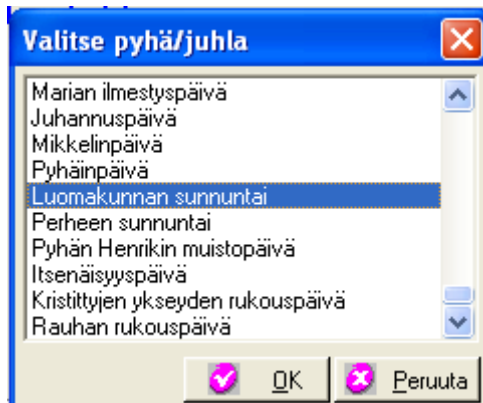 Valitse pyhä/juhla
Marian ilmestyspäivä
Juhannuspäivä
Mikkelinpäivä
Pyhäinpäivä
Luomakunnan sunnuntai
Perheen sunnuntai
Pyhän Henrikin muistopäivä
Itsenäisyyspäivä
Kristittyjen ykseyden rukouspäivä
Rauhan rukouspäivä
OK Peruuta